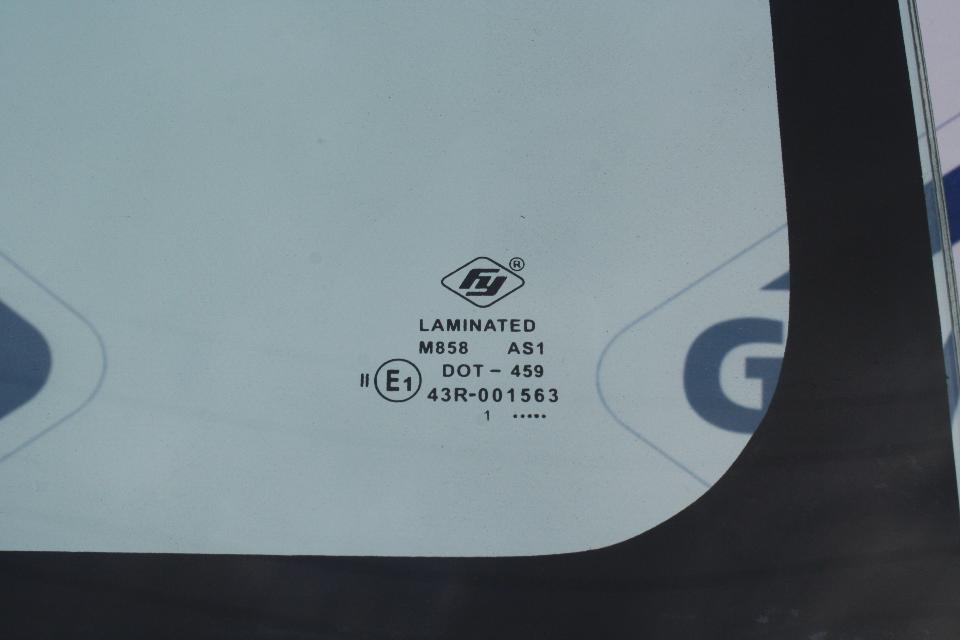 FY®
LAMINATED
M858 AS1
DOT – 459
II E1 43R-001563
1 •••••
G